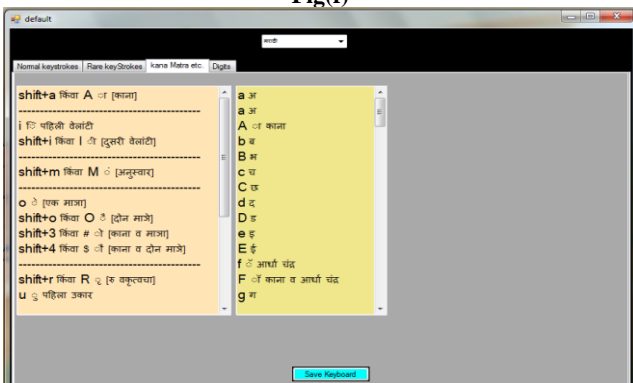 Fig(f)
default
मराठी
Normal keystrokes Rare keyStrokes kana Matra etc. Digits
shift+a किंवा A ा [काना]
--------------------------------------------
i ि पहिली वेलांटी
shift+i किंवा I ी [दुसरी वेलांटी]
--------------------------------------------
shift+m किंवा M ं [अनुस्वार]
--------------------------------------------
o े [एक मात्रा]
shift+o किंवा O ै [दोन मात्रे]
shift+3 किंवा # ो [काना व मात्रा]
shift+4 किंवा $ ौ [काना व दोन मात्रे]
--------------------------------------------
shift+r किंवा R ृ [रु वक्रुत्वचा]
u ु पहिला उकार
a अ
a अ
A ा काना
b ब
B भ
c च
C छ
d द
D ड
e इ
E ई
f ॅ आर्धा चंद्र
F ॉ काना व आर्धा चंद्र
g ग
Save Keyboard